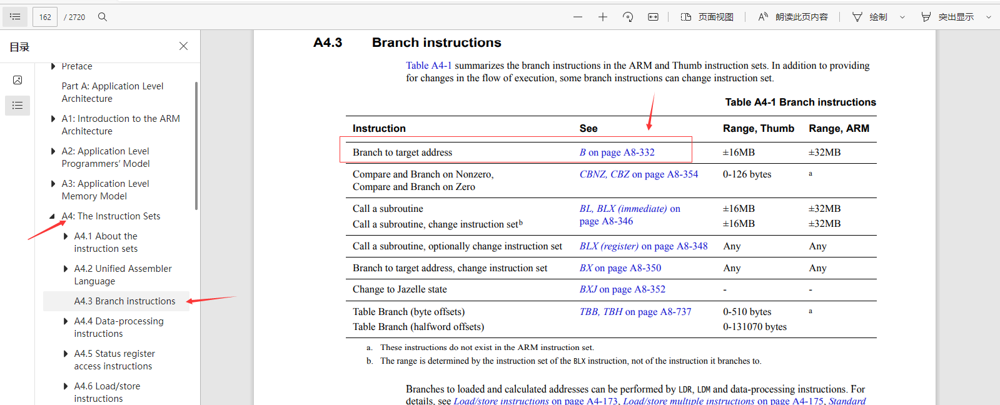 162 / 2720 页面视图 朗读此页内容 绘制 突出显示
目录
Preface
Part A: Application Level
Architecture
A1: Introduction to the ARM
Architecture
A2: Application Level
Programmers’ Model
A3: Application Level
Memory Model
A4: The Instruction Sets
A4.1 About the
instruction sets
A4.2 Unified Assembler
Language
A4.3 Branch instructions
A4.4 Data-processing
instructions
A4.5 Status register
access instructions
A4.6 Load/store
instructions
A4.3 Branch instructions
Table A4-1 summarizes the branch instructions in the ARM and Thumb instruction sets. In addition to providing
for changes in the flow of execution, some branch instructions can change instruction set.
Table A4-1 Branch instructions
Instruction See Range, Thumb Range, ARM
Branch to target address B on page A8-332 ±16MB ±32MB
Compare and Branch on Nonzero, CBNZ, CBZ on page A8-354 0-126 bytes a
Compare and Branch on Zero
Call a subroutine BL, BLX (immediate) on ±16MB ±32MB
page A8-346
Call a subroutine, change instruction set b ±16MB ±32MB
Call a subroutine, optionally change instruction set BLX (register) on page A8-348 Any Any
Branch to target address, change instruction set BX on page A8-350 Any Any
Change to Jazelle state BXJ on page A8-352 - -
Table Branch (byte offsets) TBB, TBH on page A8-737 0-510 bytes a
Table Branch (halfword offsets) 0-131070 bytes
a. These instructions do not exist in the ARM instruction set.
b. The range is determined by the instruction set of the BLX instruction, not of the instruction it branches to.
Branches to loaded and calculated addresses can be performed by LDR, LDM and data-processing instructions. For
details, see Load/store instructions on page A4-173, Load/store multiple instructions on page A4-175, Standard